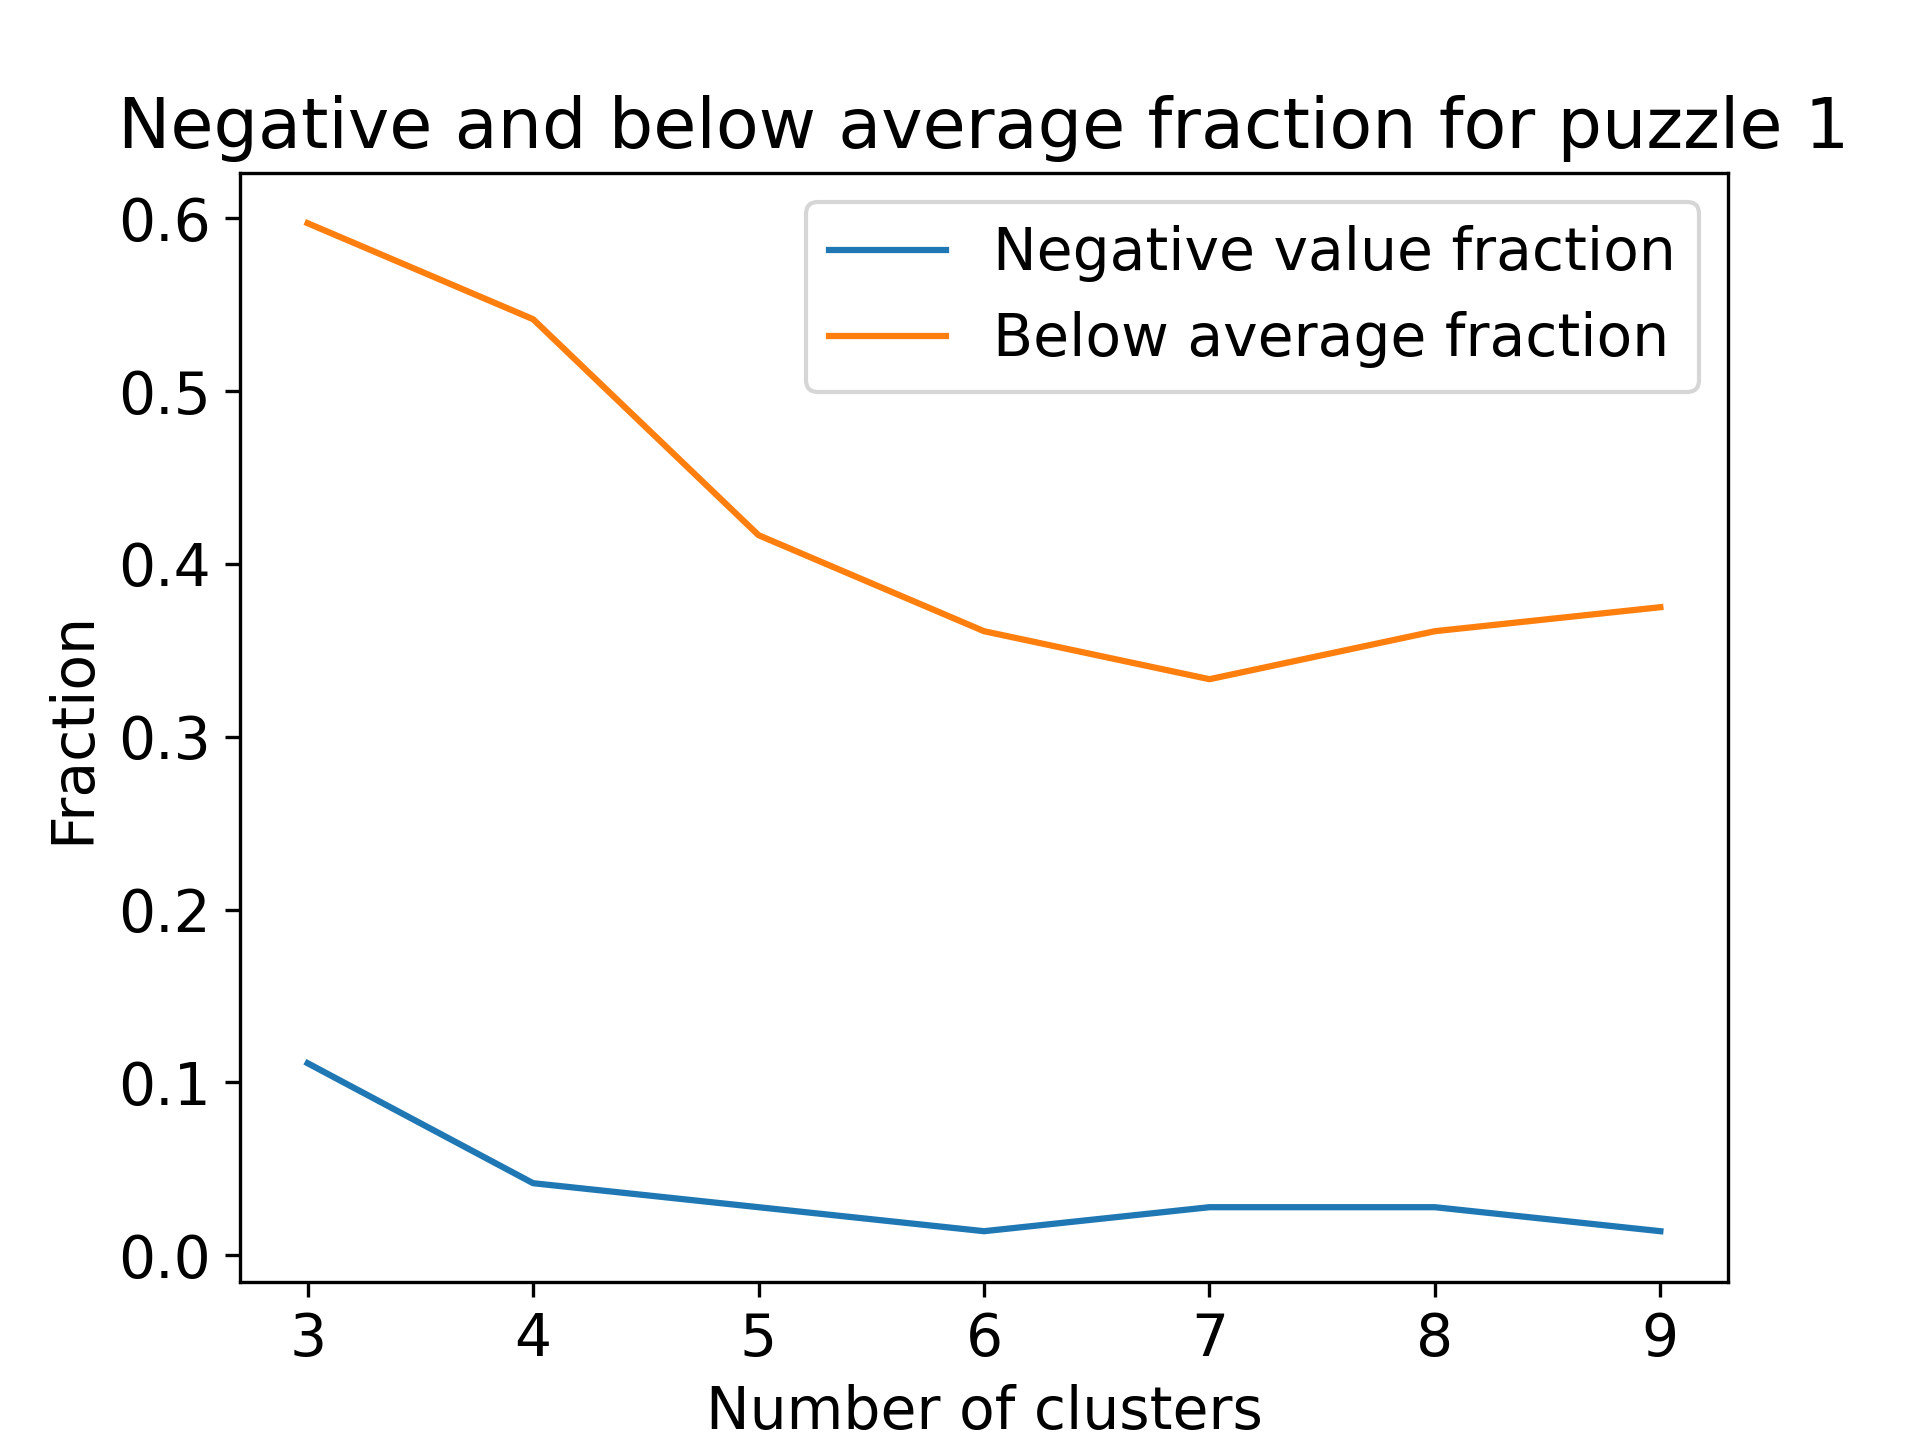 Negative and below average fraction for puzzle 1
Negative value fraction
Below average fraction
0.6
0.5
0.4
0.3
0.2
0.1
0.0
Fraction
3 4 5 6 7 8 9
Number of clusters